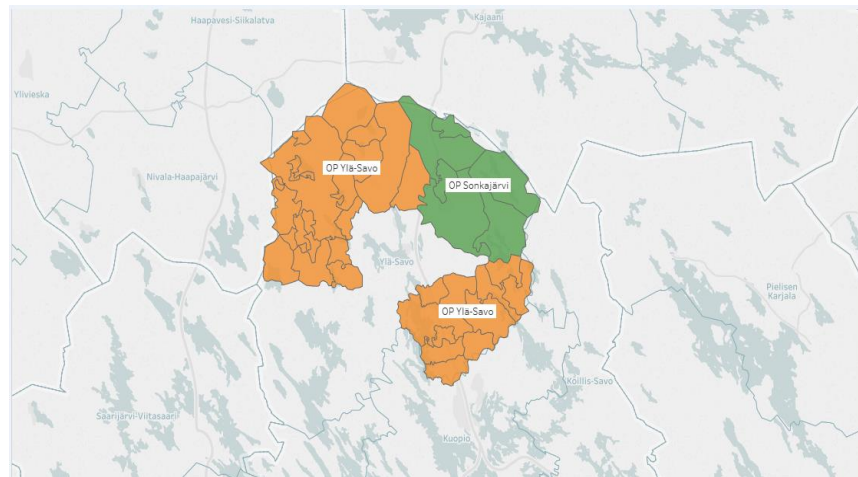 Haapavesi-Siikalatva
Kajaani
Ylivieska
OP Ylä-Savo
Nivala-Haapajärvi
OP Sonkajärvi
Ylä-Savo
Pielisen
Karjala
OP Ylä-Savo
Koillis-Savo
Saarijärvi-Viitasaari
Kuopio